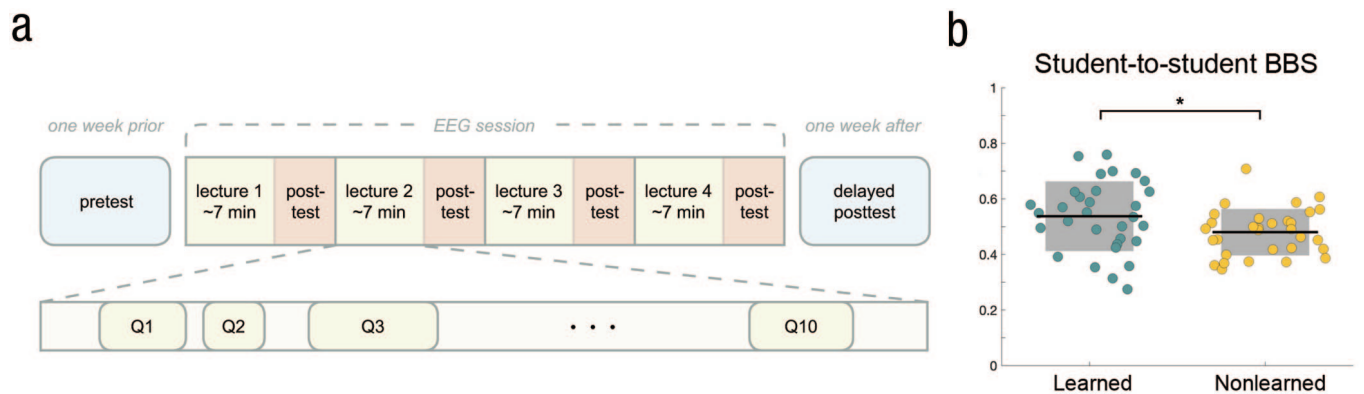 a
one week prior
EEG session
one week after
pretest
lecture 1
~7 min
post-
test
lecture 2
~7 min
post-
test
lecture 3
~7 min
post-
test
lecture 4
~7 min
post-
test
delayed
posttest
Q1
Q2
Q3
. . .
Q10
b
Student-to-student BBS
1
*
0.8
0.6
0.4
0.2
0
Learned
Nonlearned